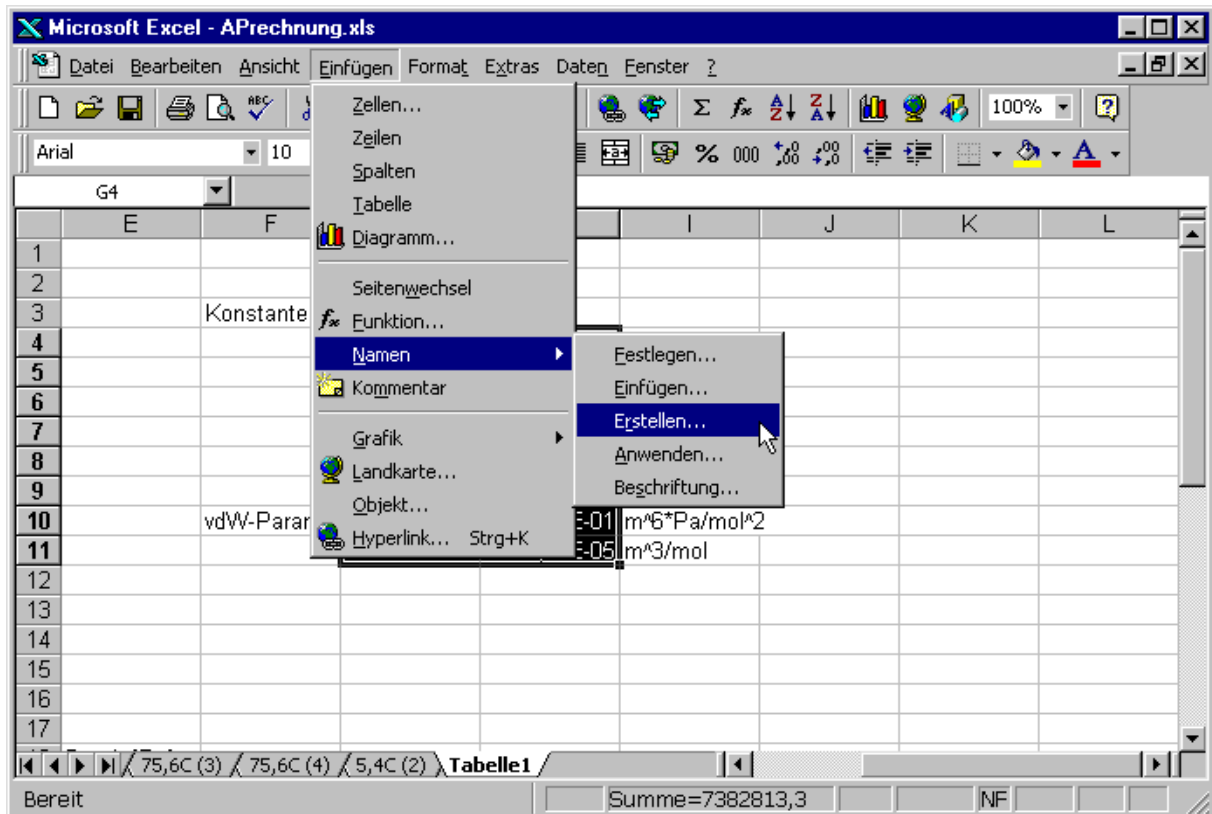 Microsoft Excel - APrechnung.xls
Datei Bearbeiten Ansicht Einfügen Format Extras Daten Fenster ?
ABC Σ f* A Z Z A 100% ?
Arial 10 % 000
G4
E F I J K L
1
2
3 Konstante
4
5
6
7
8
9
10 vdW-Parar E-01 m^6*Pa/mol^2
11 E-05 m^3/mol
12
13
14
15
16
17
Zellen...
Zeilen
Spalten
Tabelle
Diagramm...
Seitenwechsel
Funktion...
Namen
Kommentar
Grafik
Landkarte...
Objekt...
Hyperlink... Strg+K
Festlegen...
Einfügen...
Erstellen...
Anwenden...
Beschriftung...
75,6C (3) 75,6C (4) 5,4C (2) Tabelle1
Bereit Summe=7382813,3 NF